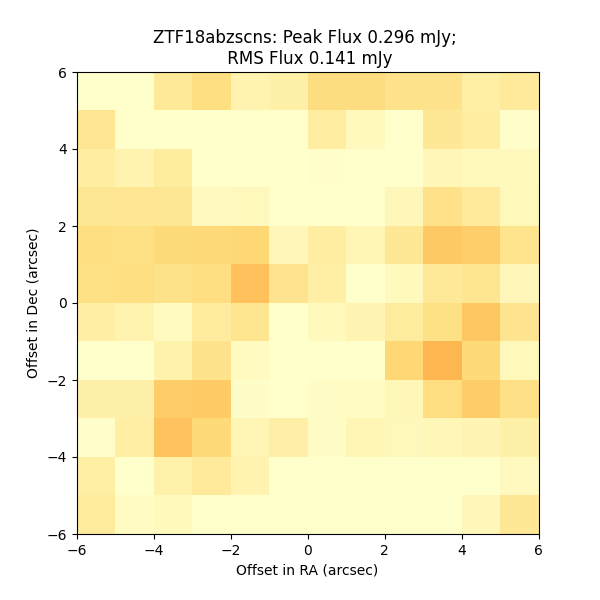 ZTF18abzscns: Peak Flux 0.296 mJy;
RMS Flux 0.141 mJy
6
4
2
0
−2
−4
−6
Offset in Dec (arcsec)
−6 −4 −2 0 2 4 6
Offset in RA (arcsec)